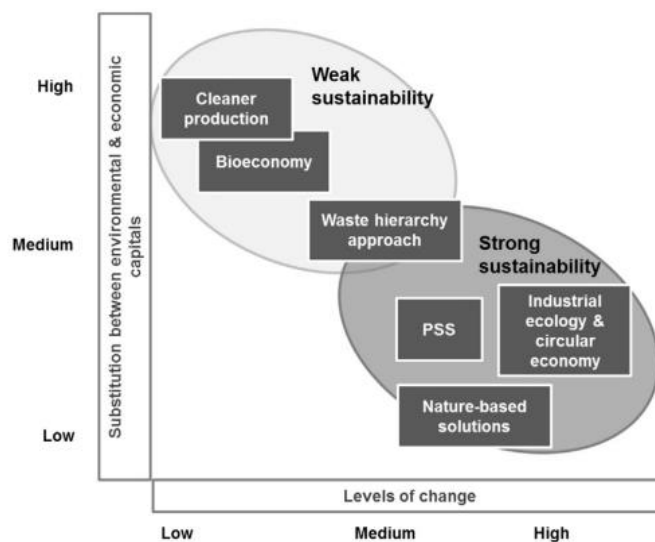 High
Medium
Low
Substitution between environmental & economic
capitals
Weak
sustainability
Cleaner
production
Bioeconomy
Waste hierarchy
approach
Strong
sustainability
PSS
Industrial
ecology &
circular
economy
Nature-based
solutions
Levels of change
Low
Medium
High